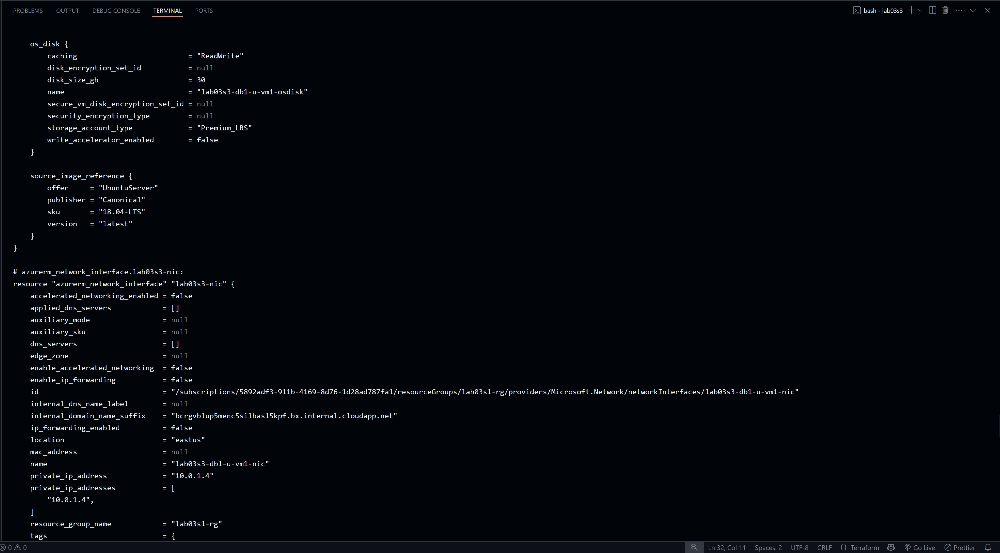 PROBLEMS OUTPUT DEBUG CONSOLE TERMINAL PORTS bash - lab03s3
os_disk {
caching = "ReadWrite"
disk_encryption_set_id = null
disk_size_gb = 30
name = "lab03s3-db1-u-vm1-osdisk"
secure_vm_disk_encryption_set_id = null
security_encryption_type = null
storage_account_type = "Premium_LRS"
write_accelerator_enabled = false
}
source_image_reference {
offer = "UbuntuServer"
publisher = "Canonical"
sku = "18.04-LTS"
version = "latest"
}
}
# azurerm_network_interface.lab03s3-nic:
resource "azurerm_network_interface" "lab03s3-nic" {
accelerated_networking_enabled = false
applied_dns_servers = []
auxiliary_mode = null
auxiliary_sku = null
dns_servers = []
edge_zone = null
enable_accelerated_networking = false
enable_ip_forwarding = false
id = "/subscriptions/5892adf3-911b-4169-8d76-1d28ad787fa1/resourceGroups/lab03s1-rg/providers/Microsoft.Network/networkInterfaces/lab03s3-db1-u-vm1-nic"
internal_dns_name_label = null
internal_domain_name_suffix = "bcrgvblup5menc5silbas15kpf.bx.internal.cloudapp.net"
ip_forwarding_enabled = false
location = "eastus"
mac_address = null
name = "lab03s3-db1-u-vm1-nic"
private_ip_address = "10.0.1.4"
private_ip_addresses = [
"10.0.1.4",
]
resource_group_name = "lab03s1-rg"
tags = {
0 0 Ln 32, Col 11 Spaces: 2 UTF-8 CRLF {} Terraform Go Live Prettier